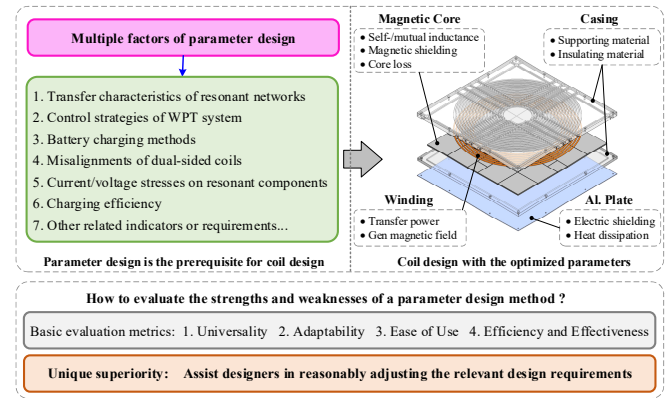 Multiple factors of parameter design
1. Transfer characteristics of resonant networks
2. Control strategies of WPT system
3. Battery charging methods
4. Misalignments of dual-sided coils
5. Current/voltage stresses on resonant components
6. Charging efficiency
7. Other related indicators or requirements...
Parameter design is the prerequisite for coil design
Magnetic Core
● Self-/mutual inductance
● Magnetic shielding
● Core loss
Casing
● Supporting material
● Insulating material
Winding
● Transfer power
● Gen magnetic field
Al. Plate
● Electric shielding
● Heat dissipation
Coil design with the optimized parameters
How to evaluate the strengths and weaknesses of a parameter design method ?
Basic evaluation metrics: 1. Universality 2. Adaptability 3. Ease of Use 4. Efficiency and Effectiveness
Unique superiority: Assist designers in reasonably adjusting the relevant design requirements